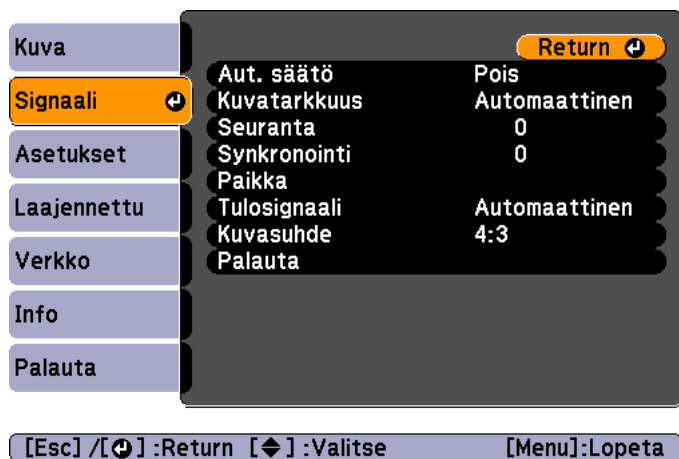 Kuva
Signaali
Asetukset
Laajennettu
Verkko
Info
Palauta
Return
Aut. säätö Pois
Kuvatarkkuus Automaattinen
Seuranta 0
Synkronointi 0
Paikka
Tulosignaali Automaattinen
Kuvasuhde 4:3
Palauta
[Esc] /[ ] :Return [ ] :Valitse [Menu]:Lopeta